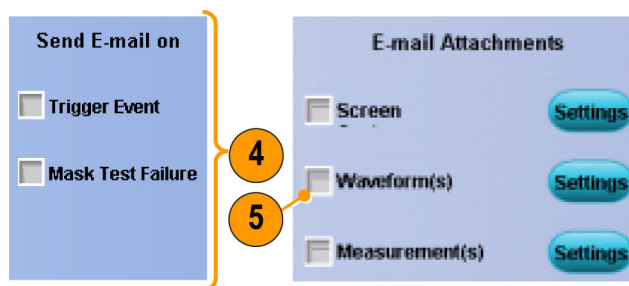 Send E-mail on
Trigger Event
Mask Test Failure
4
5
E-mail Attachments
Screen
Settings
Waveform(s)
Settings
Measurement(s)
Settings